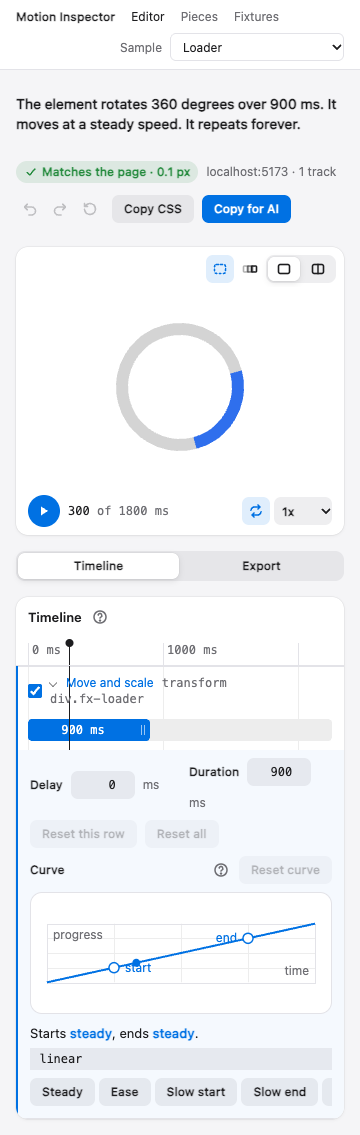 Motion Inspector Editor Pieces Fixtures
Sample Loader
The element rotates 360 degrees over 900 ms. It
moves at a steady speed. It repeats forever.
Matches the page · 0.1 px localhost:5173 · 1 track
Copy CSS Copy for AI
300 of 1800 ms 1x
Timeline Export
Timeline
0 ms 1000 ms
Move and scale transform
div.fx-loader
900 ms
Delay 0 ms Duration 900
ms
Reset this row Reset all
Curve Reset curve
progress end
start time
Starts steady, ends steady.
linear
Steady Ease Slow start Slow end